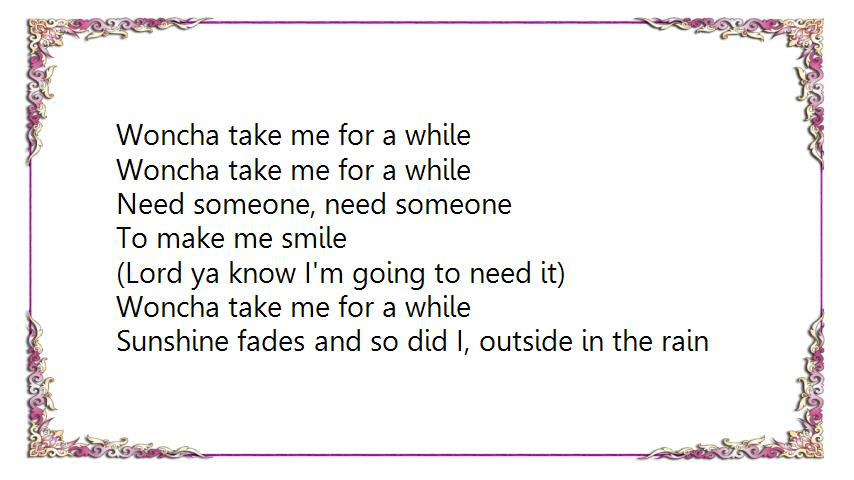 Woncha take me for a while
Woncha take me for a while
Need someone, need someone
To make me smile
(Lord ya know I'm going to need it)
Woncha take me for a while
Sunshine fades and so did I, outside in the rain